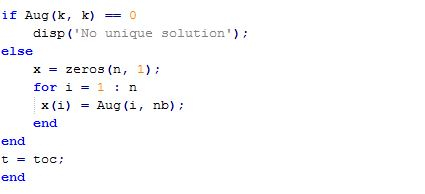 if Aug(k, k) == 0
disp('No unique solution');
else
x = zeros(n, 1);
for i = 1 : n
x(i) = Aug(i, nb);
end
end
t = toc;
end